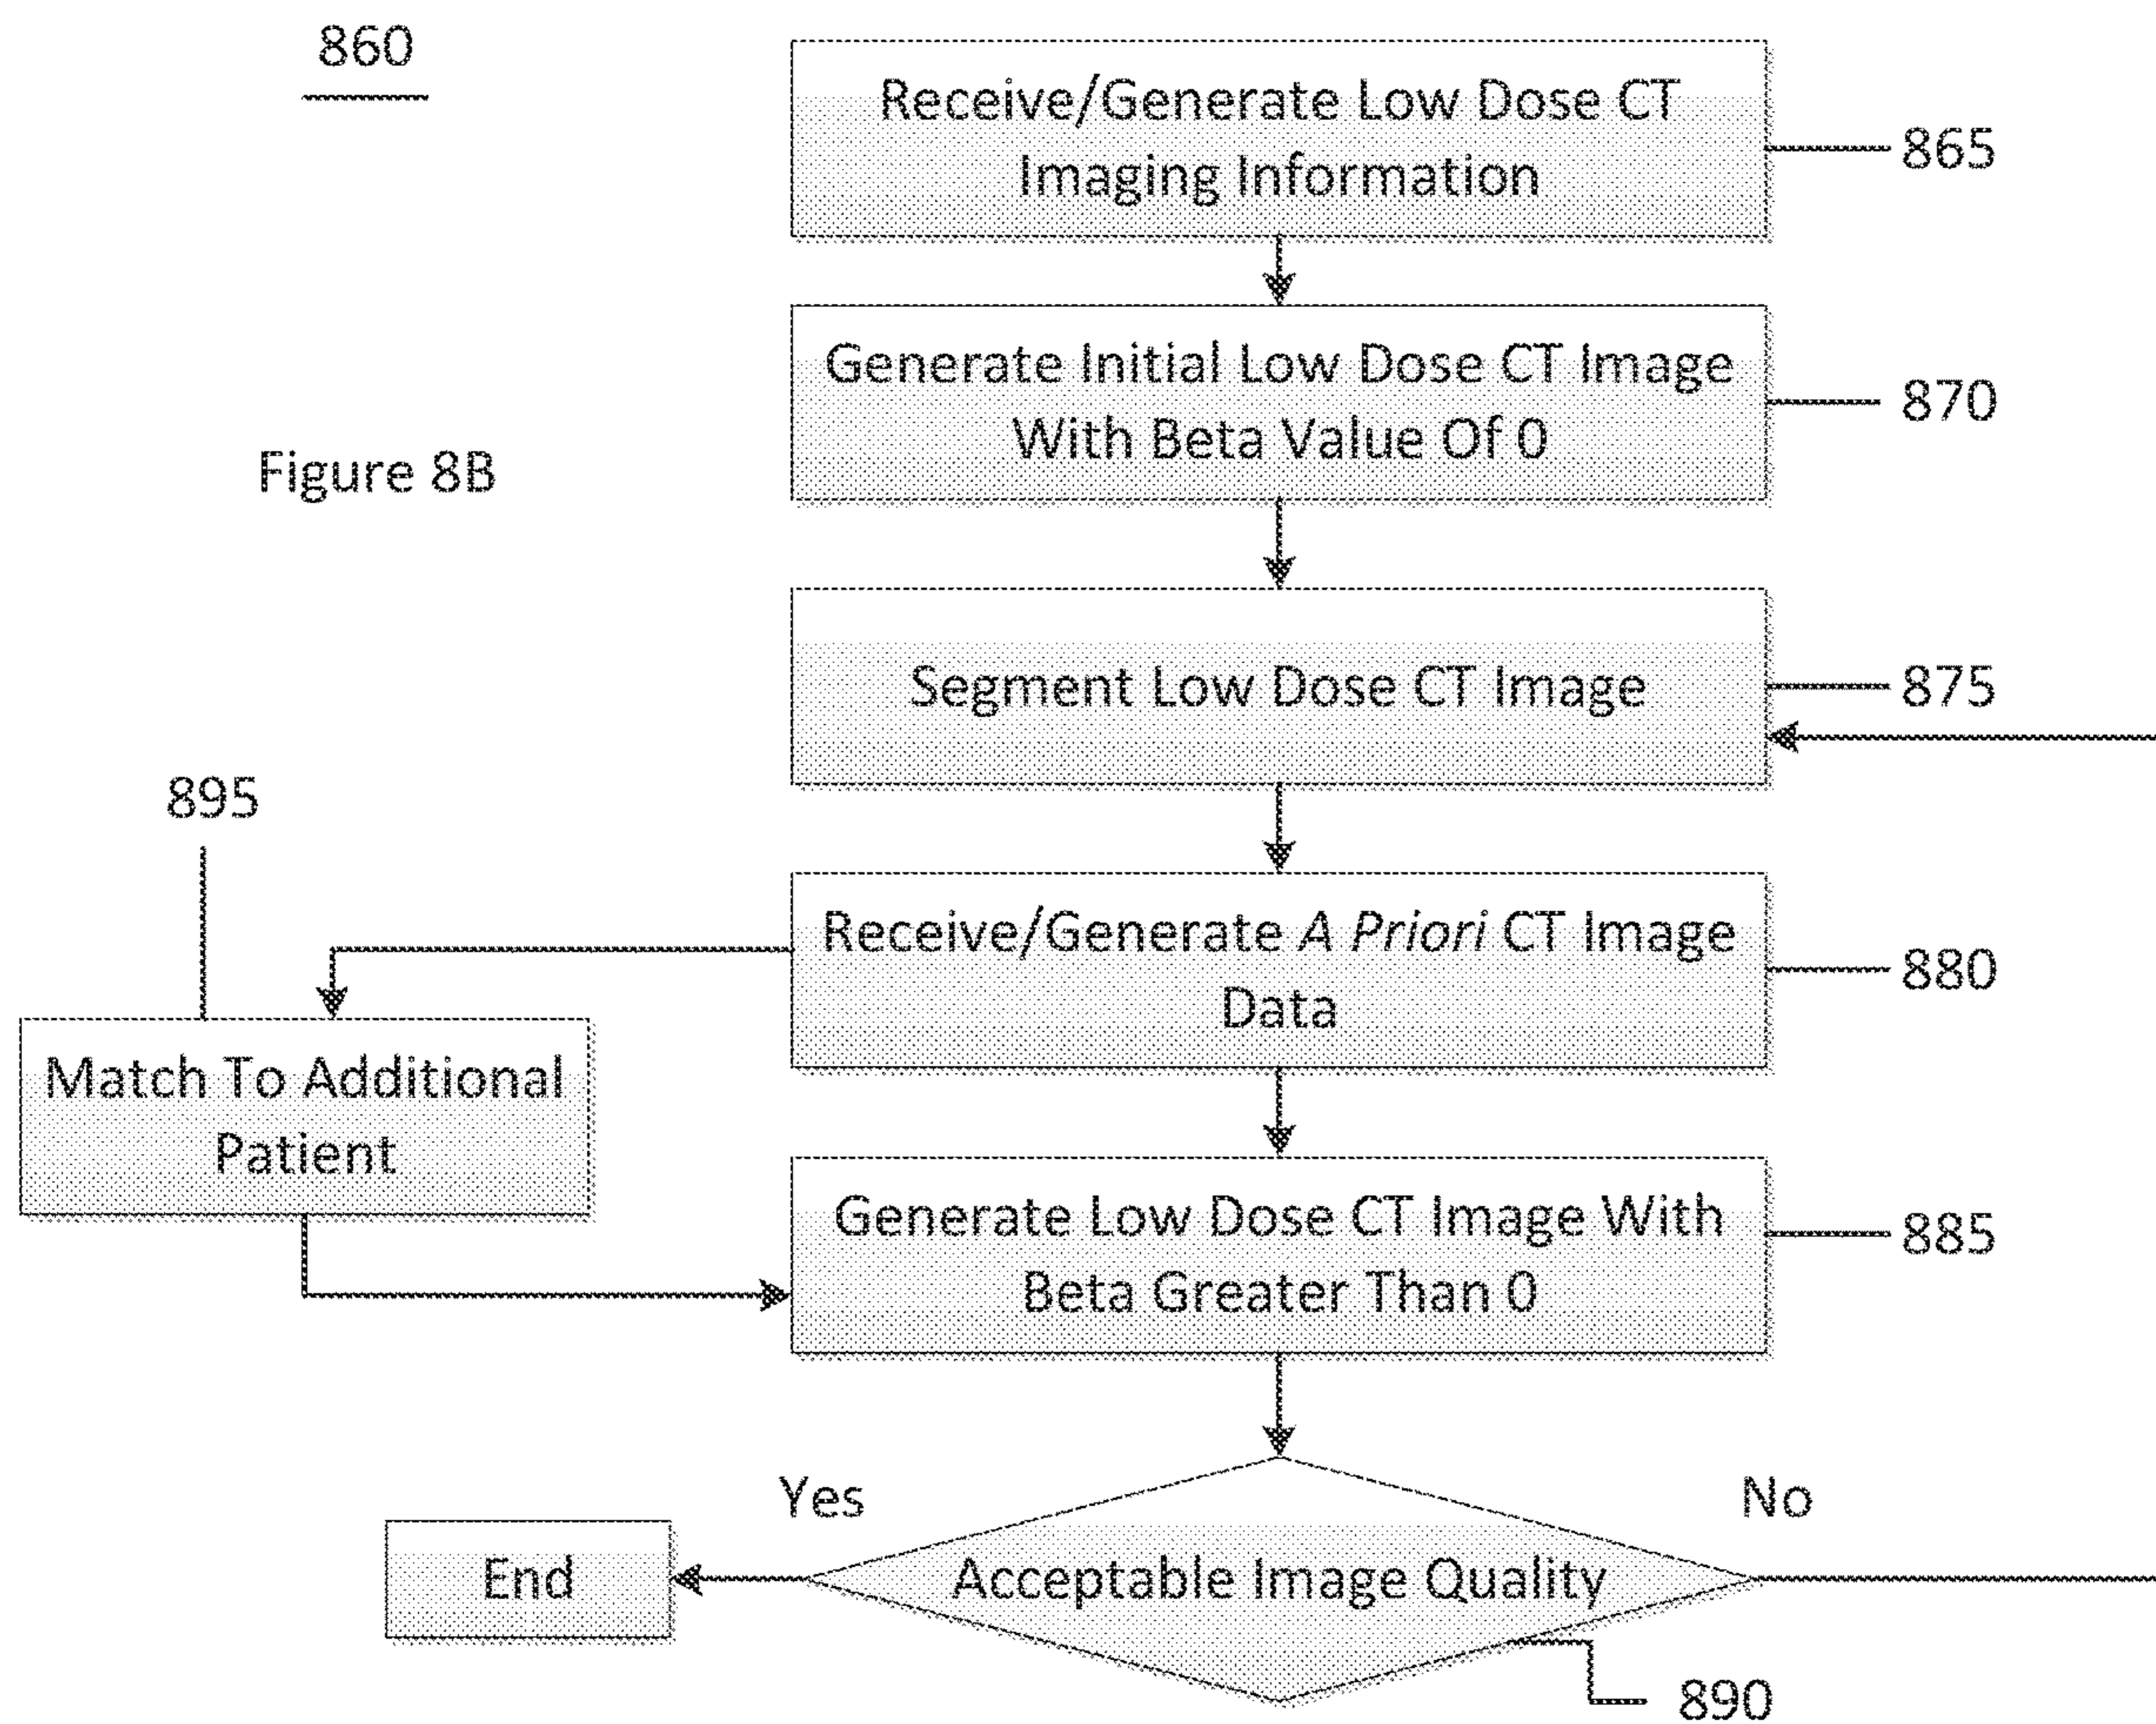 860
Receive/Generate Low Dose CT
Imaging Information
865
Generate Initial Low Dose CT Image
With Beta Value Of 0
870
Figure 8B
Segment Low Dose CT Image
875
895
Receive/Generate A Priori CT Image
Data
880
Match To Additional
Patient
Generate Low Dose CT Image With
Beta Greater Than 0
885
Yes
No
End
Acceptable Image Quality
890